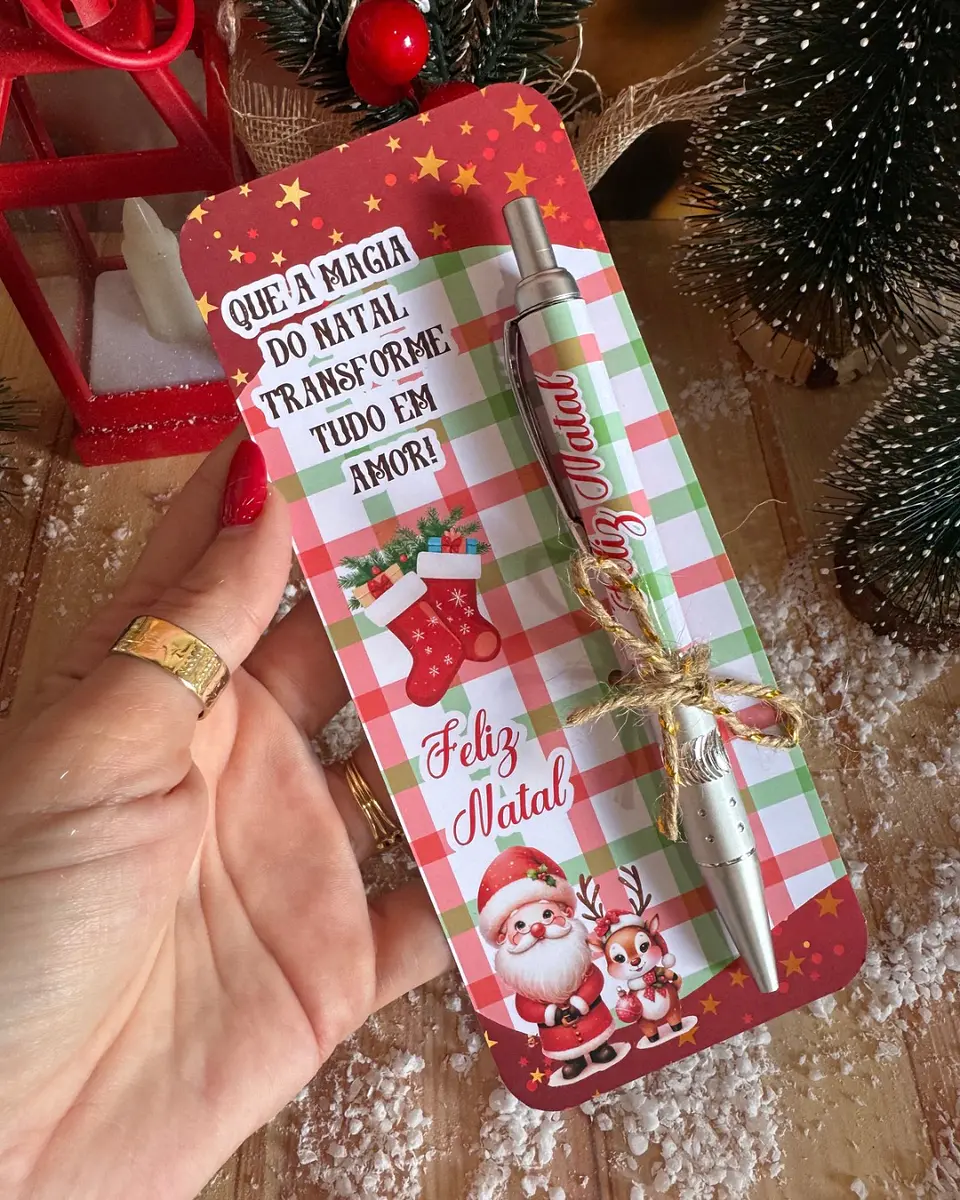 QUE A MAGIA
DO NATAL
TRANSFORME
TUDO EM
AMOR!
Feliz Natal
Feliz
Natal